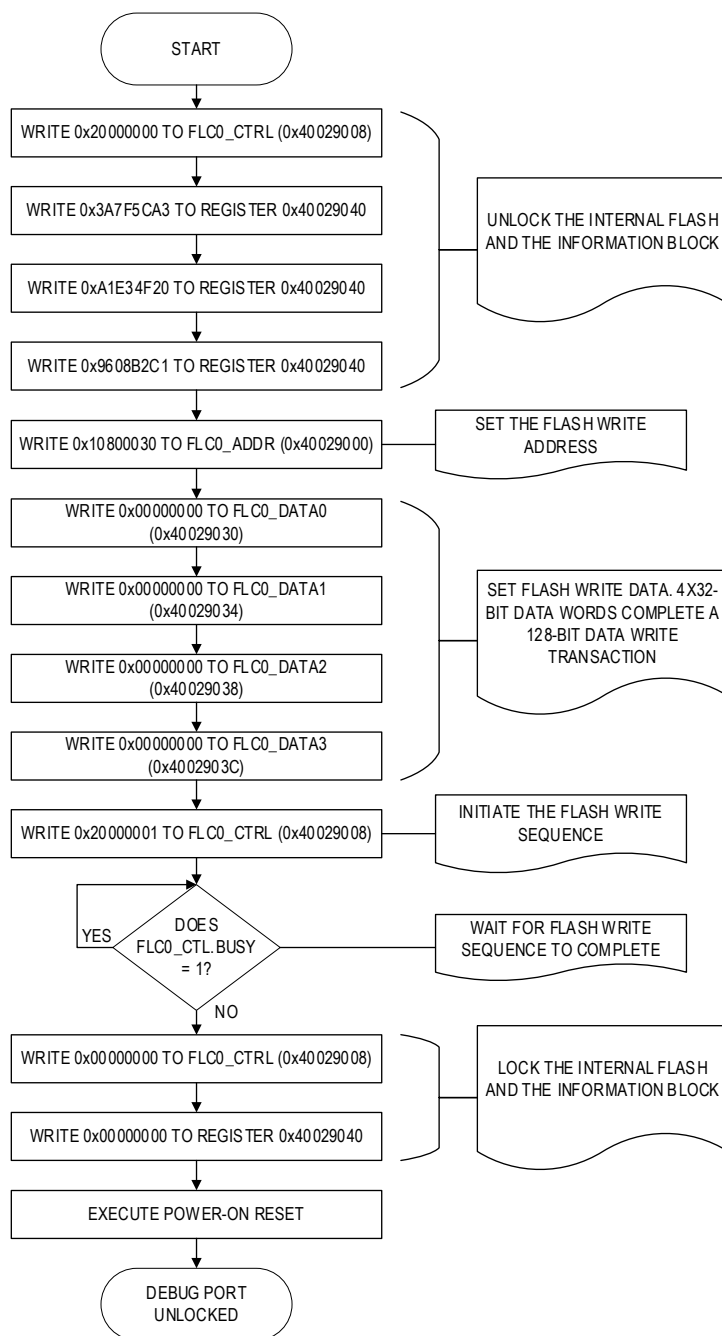 START
WRITE 0x20000000 TO FLC0_CTRL (0x40029008)
WRITE 0x3A7F5CA3 TO REGISTER 0x40029040
UNLOCK THE INTERNAL FLASH
AND THE INFORMATION BLOCK
WRITE 0xA1E34F20 TO REGISTER 0x40029040
WRITE 0x9608B2C1 TO REGISTER 0x40029040
WRITE 0x10800030 TO FLC0_ADDR (0x40029000)
SET THE FLASH WRITE
ADDRESS
WRITE 0x00000000 TO FLC0_DATA0
(0x40029030)
WRITE 0x00000000 TO FLC0_DATA1
(0x40029034)
SET FLASH WRITE DATA. 4X32-
BIT DATA WORDS COMPLETE A
128-BIT DATA WRITE
TRANSACTION
WRITE 0x00000000 TO FLC0_DATA2
(0x40029038)
WRITE 0x00000000 TO FLC0_DATA3
(0x4002903C)
WRITE 0x20000001 TO FLC0_CTRL (0x40029008)
INITIATE THE FLASH WRITE
SEQUENCE
YES
DOES
FLC0_CTL.BUSY
= 1?
WAIT FOR FLASH WRITE
SEQUENCE TO COMPLETE
NO
WRITE 0x00000000 TO FLC0_CTRL (0x40029008)
LOCK THE INTERNAL FLASH
AND THE INFORMATION BLOCK
WRITE 0x00000000 TO REGISTER 0x40029040
EXECUTE POWER-ON RESET
DEBUG PORT
UNLOCKED